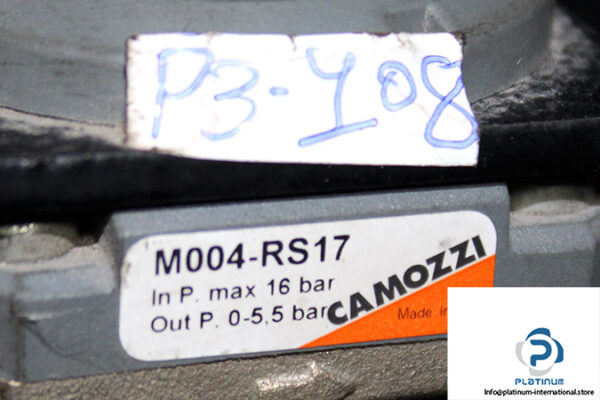 P3-Y08
M004-RS17
In P. max 16 bar
Out P. 0-5,5 bar
CAMOZZI
Made in
PLATINUM
Info@platinum-international.store